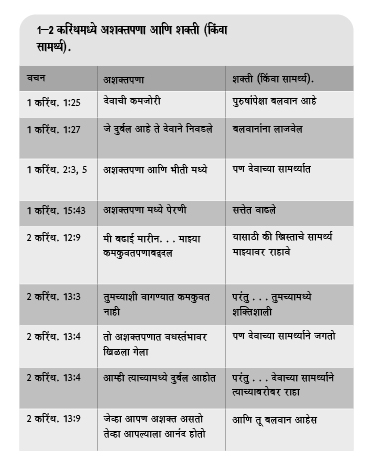 1–2 करिंथमध्ये अशक्तपणा आणि शक्ती (किंवा
सामर्थ्य).
वचन अशक्तपणा शक्ती (किंवा सामर्थ्य).
1 करिंथ. 1:25 देवाची कमजोरी पुरुषांपेक्षा बलवान आहे
1 करिंथ. 1:27 जे दुर्बल आहे ते देवाने निवडले बलवानांना लाजवेल
1 करिंथ. 2:3, 5 अशक्तपणा आणि भीती मध्ये पण देवाच्या सामर्थ्यात
1 करिंथ. 15:43 अशक्तपणा मध्ये पेरणी सत्तेत वाढले
2 करिंथ. 12:9 मी बढाई मारीन. . . माझ्या यासाठी की ख्रिस्ताचे सामर्थ्य
कमकुवतपणाबद्दल माझ्यावर राहावे
2 करिंथ. 13:3 तुमच्याशी वागण्यात कमकुवत परंतु . . . तुमच्यामध्ये
नाही शक्तिशाली
2 करिंथ. 13:4 तो अशक्तपणात वधस्तंभावर पण देवाच्या सामर्थ्याने जगतो
खिळला गेला
2 करिंथ. 13:4 आम्ही त्याच्यामध्ये दुर्बल आहोत परंतु . . . देवाच्या सामर्थ्याने
त्याच्याबरोबर राहा
2 करिंथ. 13:9 जेव्हा आपण अशक्त असतो आणि तू बलवान आहेस
तेव्हा आपल्याला आनंद होतो